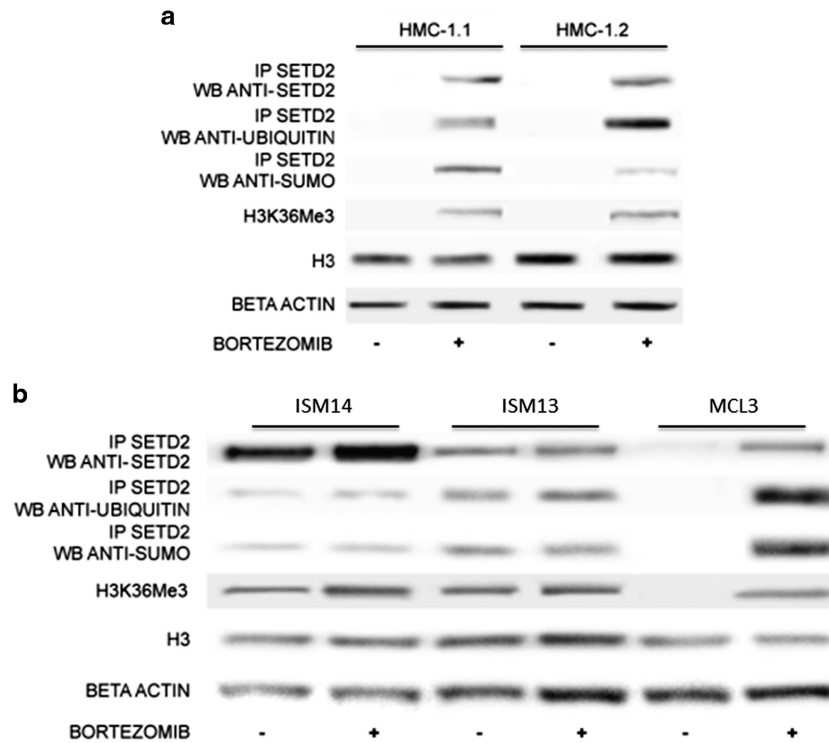 a
HMC-1.1 HMC-1.2
IP SETD2
WB ANTI-SETD2
IP SETD2
WB ANTI-UBIQUITIN
IP SETD2
WB ANTI-SUMO
H3K36Me3
H3
BETA ACTIN
BORTEZOMIB - + - +
b
ISM14 ISM13 MCL3
IP SETD2
WB ANTI-SETD2
IP SETD2
WB ANTI-UBIQUITIN
IP SETD2
WB ANTI-SUMO
H3K36Me3
H3
BETA ACTIN
BORTEZOMIB - + - + - +